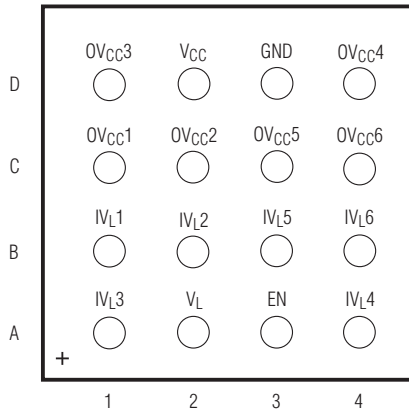 OVCC3 VCC GND OVCC4
D
OVCC1 OVCC2 OVCC5 OVCC6
C
IVL1 IVL2 IVL5 IVL6
B
IVL3 VL EN IVL4
A
+
1 2 3 4